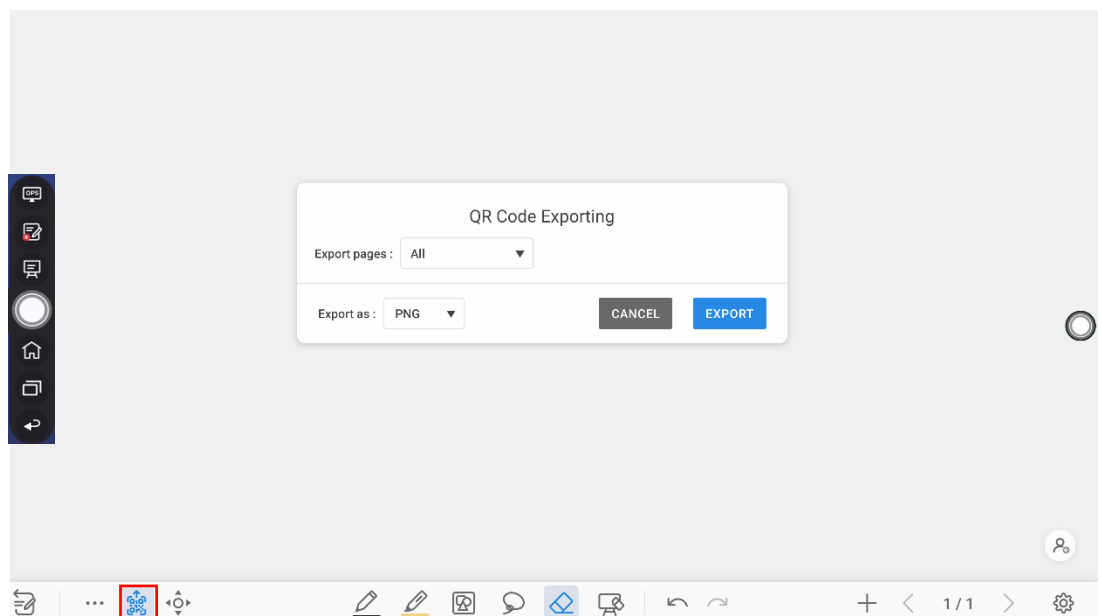 OPS
QR Code Exporting
Export pages : All
Export as : PNG
CANCEL
EXPORT
1 / 1